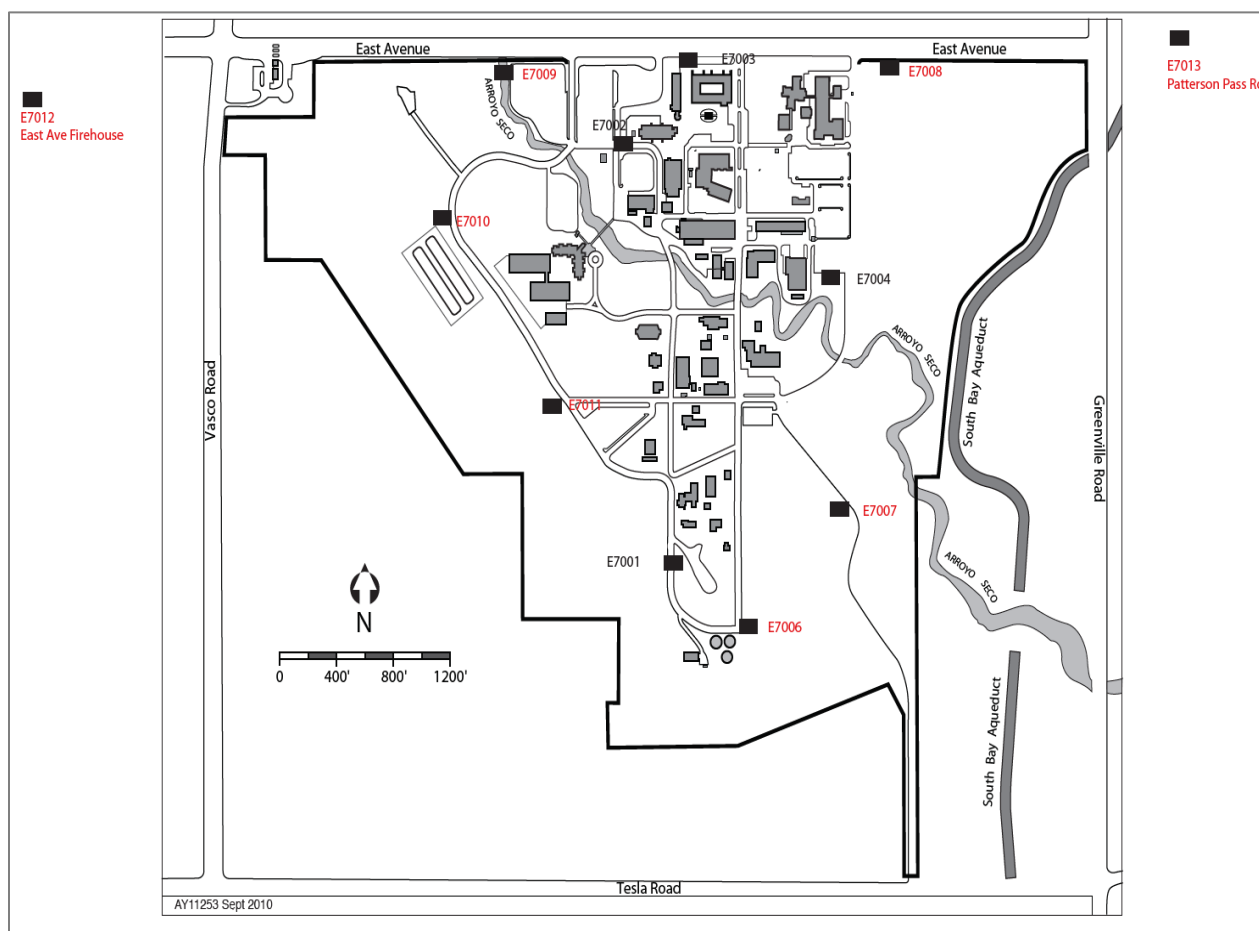 East Avenue
East Avenue
E7003
E7009
E7008
E7013
Patterson Pass
E7012
East Ave Firehouse
ARROYO SECO
E7002
E7010
E7004
ARROYO SECO
South Bay Aqueduct
Vasco Road
Greenville Road
E7011
E7007
E7001
ARROYO SECO
N
E7006
0 400' 800' 1200'
South Bay Aqueduct
Tesla Road
AY11253 Sept 2010